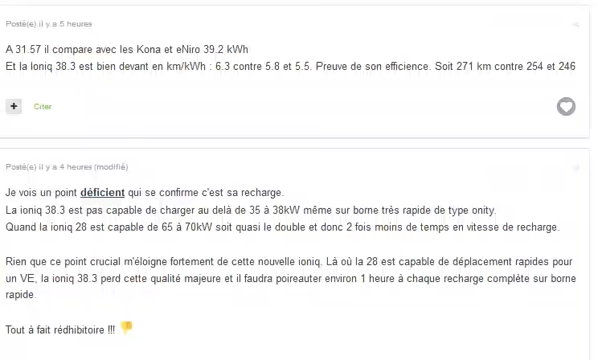 Posté(e) il y a 5 heures
A 31.57 il compare avec les Kona et eNiro 39.2 kWh
Et la Ioniq 38.3 est bien devant en km/kWh : 6.3 contre 5.8 et 5.5. Preuve de son efficience. Soit 271 km contre 254 et 246
+ Citer
Posté(e) il y a 4 heures (modifié)
Je vois un point déficient qui se confirme c'est sa recharge.
La ioniq 38.3 est pas capable de charger au delà de 35 à 38kW même sur borne très rapide de type onity.
Quand la ioniq 28 est capable de 65 à 70kW soit quasi le double et donc 2 fois moins de temps en vitesse de recharge.
Rien que ce point crucial m'éloigne fortement de cette nouvelle ioniq. Là où la 28 est capable de déplacement rapides pour
un VE, la ioniq 38.3 perd cette qualité majeure et il faudra poireauter environ 1 heure à chaque recharge complète sur borne
rapide.
Tout à fait rédhibitoire !!! 👎